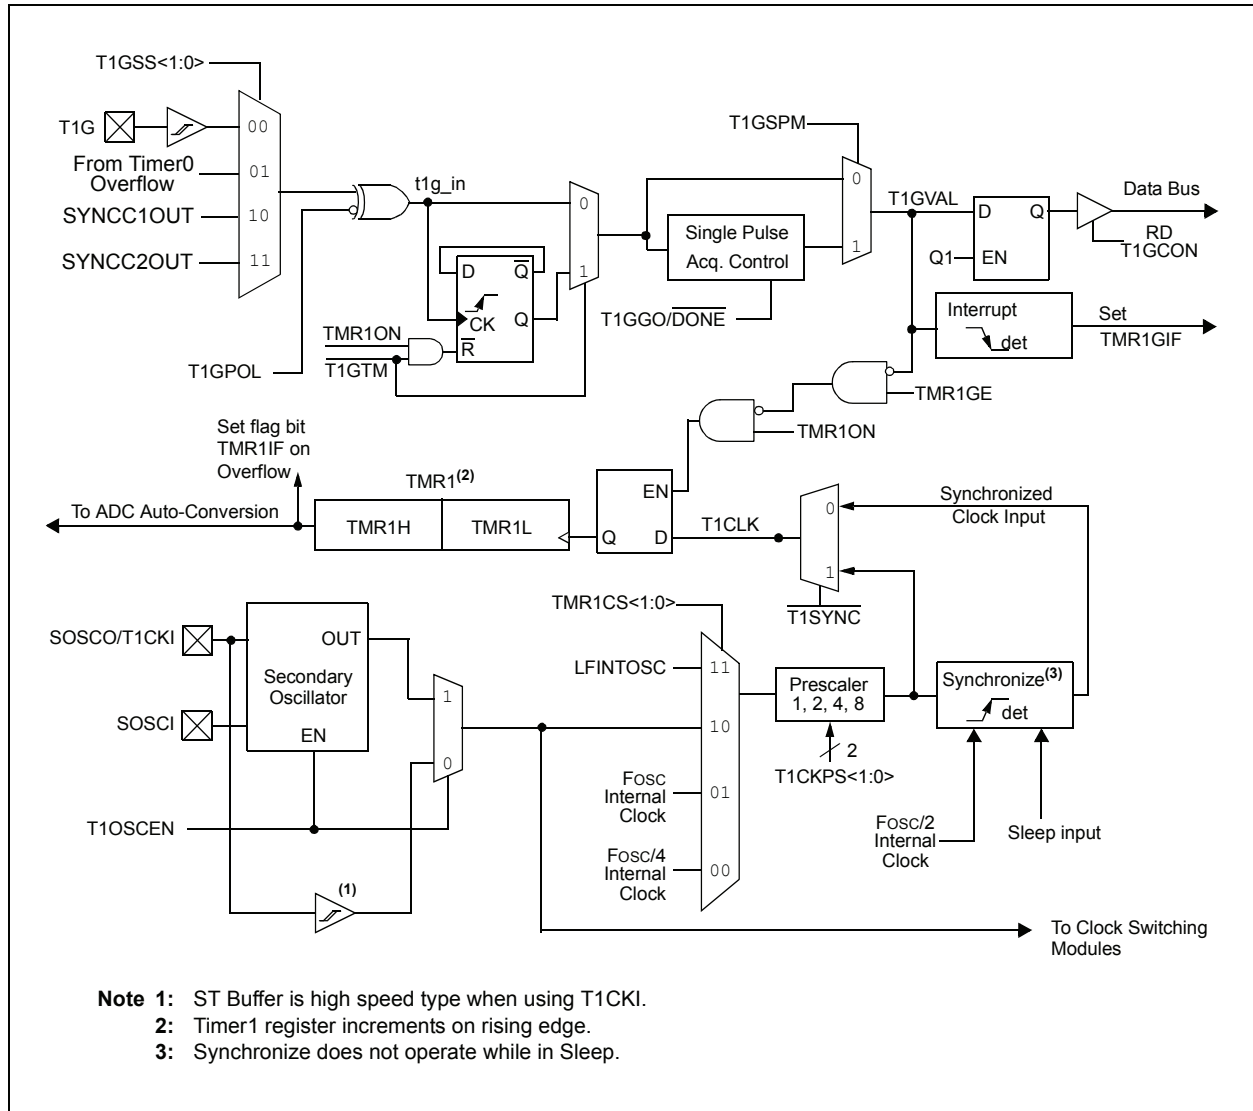 T1GSS<1:0>
T1G
00
From Timer0
Overflow
01
SYNCC1OUT
10
SYNCC2OUT
11
T1GPOL
t1g_in
0
1
D
Q
CK
Q
R
TMR1ON
T1GTM
T1GSPM
0
1
Single Pulse
Acq. Control
T1GGO/DONE
T1GVAL
D
Q
Q1
EN
Data Bus
RD
T1GCON
Interrupt
det
Set
TMR1GIF
TMR1GE
TMR1ON
Set flag bit
TMR1IF on
Overflow
To ADC Auto-Conversion
TMR1(2)
TMR1H
TMR1L
EN
Q
D
T1CLK
0
1
T1SYNC
Synchronized
Clock Input
SOSCO/T1CKI
SOSCI
OUT
Secondary
Oscillator
EN
T1OSCEN
1
0
(1)
TMR1CS<1:0>
LFINTOSC
11
10
FOSC
Internal
Clock
01
FOSC/4
Internal
Clock
00
Prescaler
1, 2, 4, 8
2
T1CKPS<1:0>
Synchronize(3)
det
FOSC/2
Internal
Clock
Sleep input
To Clock Switching
Modules
Note 1: ST Buffer is high speed type when using T1CKI.
2: Timer1 register increments on rising edge.
3: Synchronize does not operate while in Sleep.